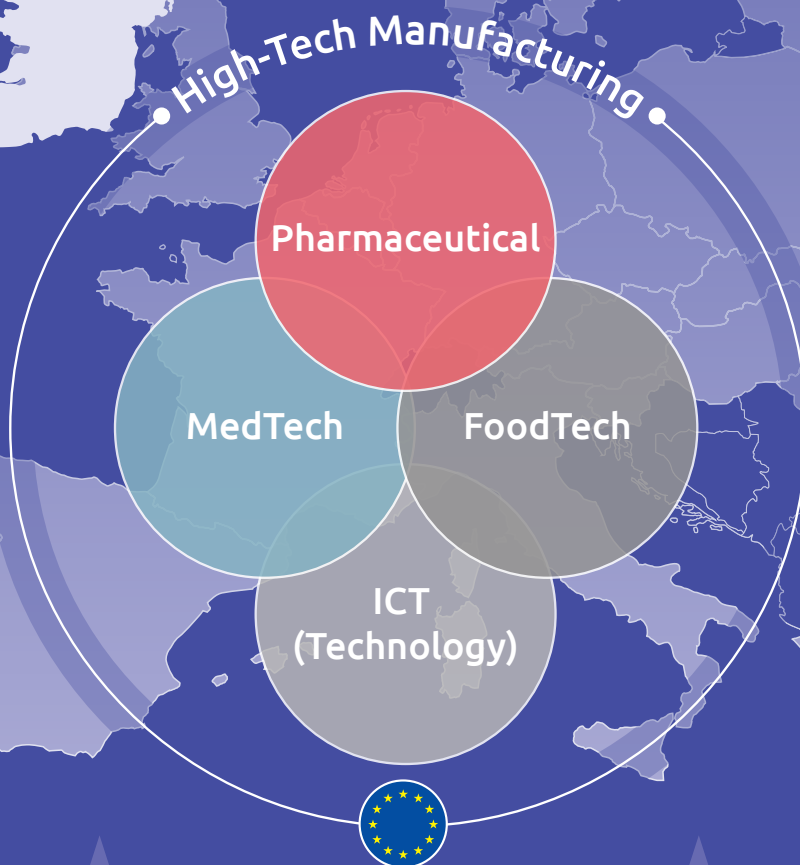 High-Tech Manufacturing
Pharmaceutical
MedTech
FoodTech
ICT
(Technology)